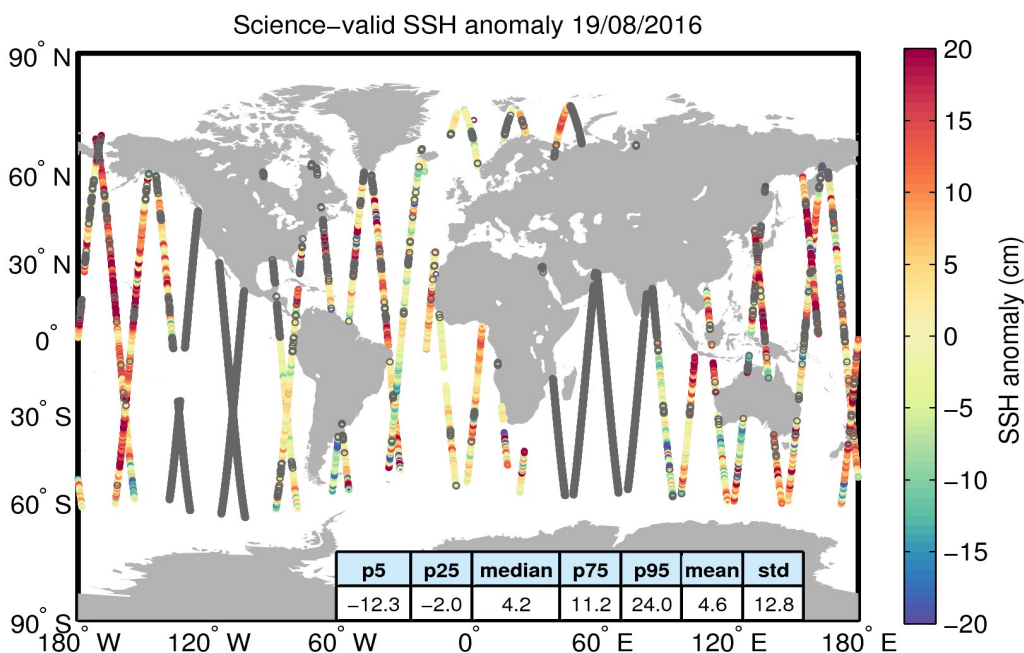 Science−valid SSH anomaly 19/08/2016
90° N
60° N
30° N
0°
30° S
60° S
90° S
180° W
120° W
60° W
0°
60° E
120° E
180° E
p5 p25 median p75 p95 mean std
−12.3 −2.0 4.2 11.2 24.0 4.6 12.8
20
15
10
5
0
−5
−10
−15
−20
SSH anomaly (cm)